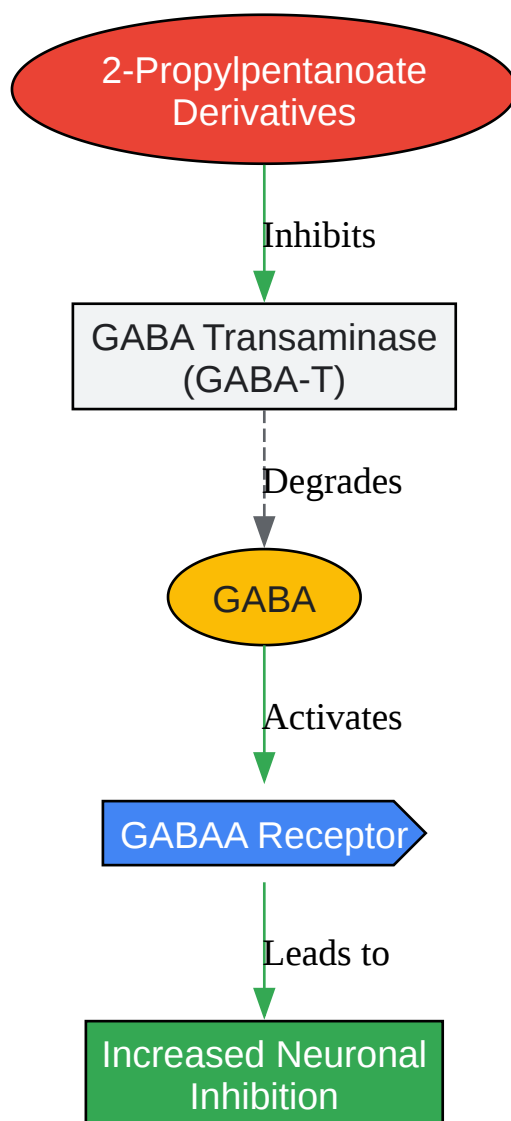 2-Propylpentanoate
Derivatives
Inhibits
GABA Transaminase
(GABA-T)
Degrades
GABA
Activates
GABAA Receptor
Leads to
Increased Neuronal
Inhibition